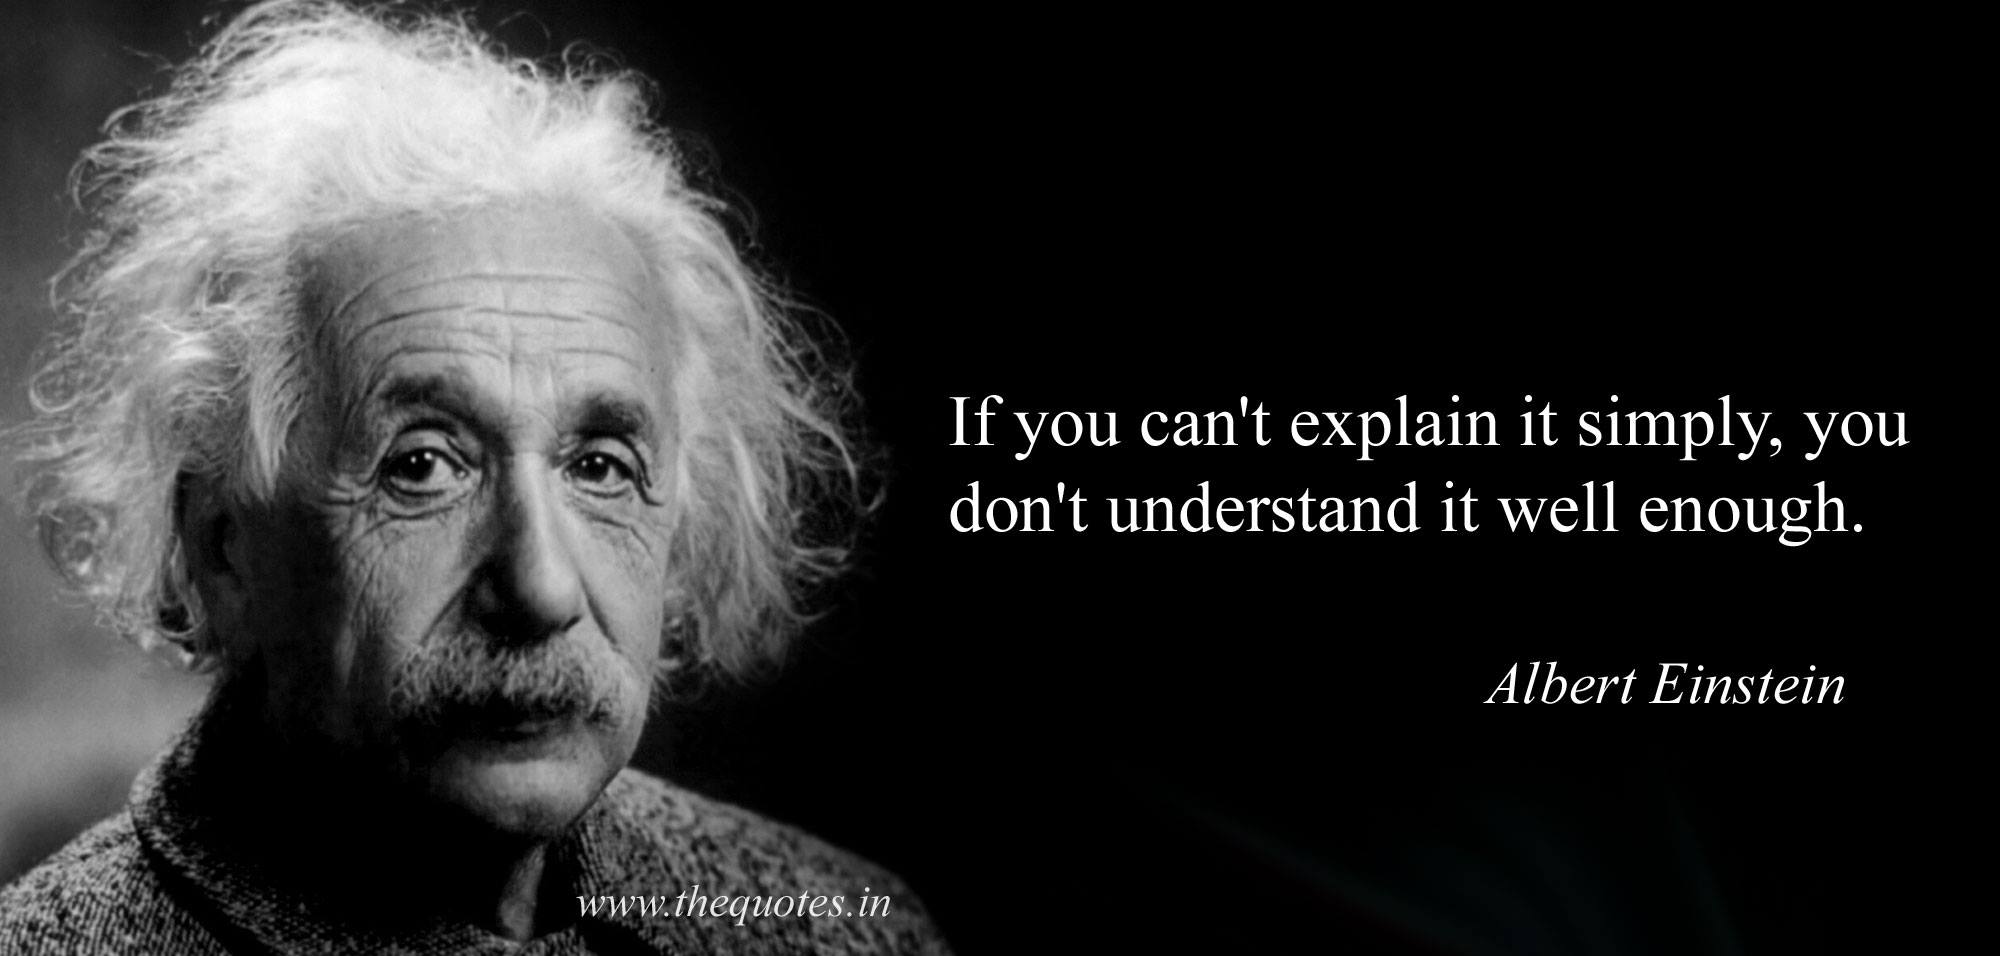 If you can't explain it simply, you
don't understand it well enough.
Albert Einstein
www.thequotes.in